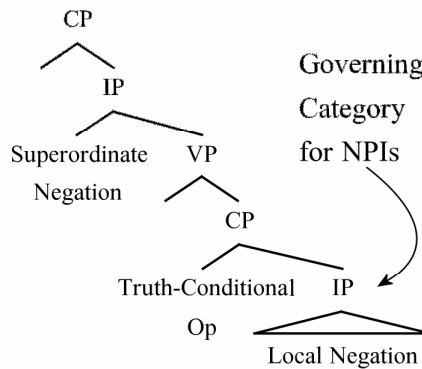 CP
IP
Governing
Category
for NPIs
Superordinate
Negation
VP
CP
Truth-Conditional
Op
IP
Local Negation